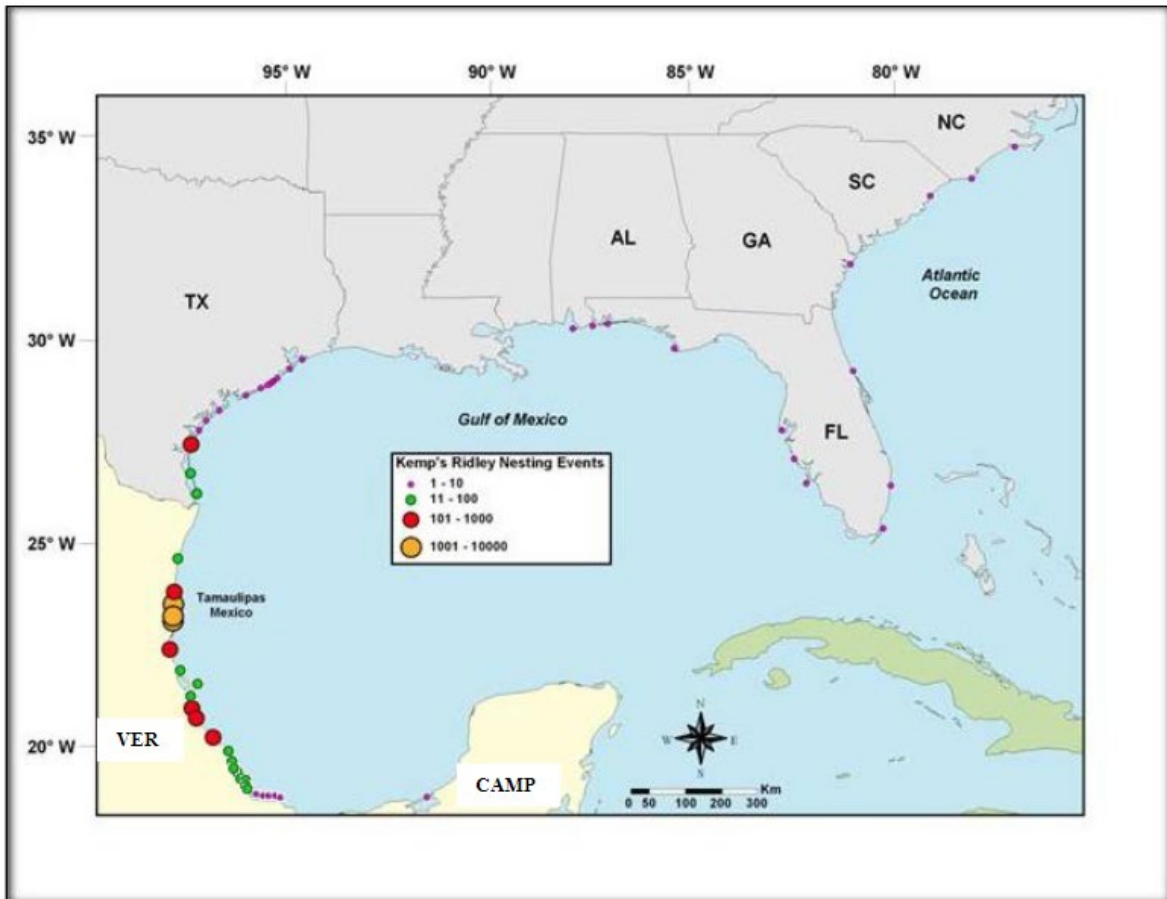 95° W 90° W 85° W 80° W
35° W
NC
SC
AL
GA
TX
Atlantic
Ocean
30° W
Gulf of Mexico
FL
Kemp's Ridley Nesting Events
1 - 10
11 - 100
101 - 1000
1001 - 10000
25° W
Tamaulipas
Mexico
VER
20° W
N
W E
S
CAMP
Km
0 50 100 200 300